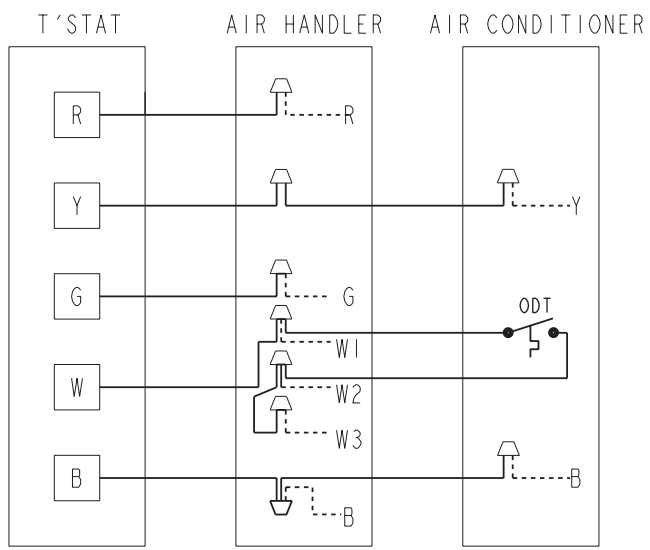 T'STAT AIR HANDLER AIR CONDITIONER
R R
Y Y
G G
ODT
W1
W W2
W3
B B
B